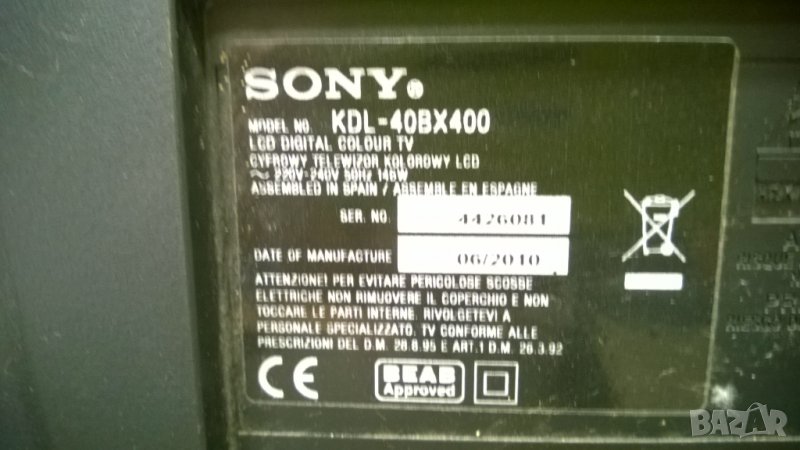 SONY®
MODEL NO. KDL-40BX400
LCD DIGITAL COLOUR TV
CYFROWY TELEWIZOR KOLOROWY LCD
220V-240V 50Hz 146W
ASSEMBLED IN SPAIN / ASSEMBLE EN ESPAGNE
SER. NO. 4426081
DATE OF MANUFACTURE 06/2010
ATTENZIONE! PER EVITARE PERICOLOSE SCOSSE
ELETTRICHE NON RIMUOVERE IL COPERCHIO E NON
TOCCARE LE PARTI INTERNE. RIVOLGETEVI A
PERSONALE SPECIALIZZATO. TV CONFORME ALLE
PRESCRIZIONI DEL D.M. 28.8.95 E ART.1 D.M. 26.3.92
CE
BEAB
Approved
BAZAR